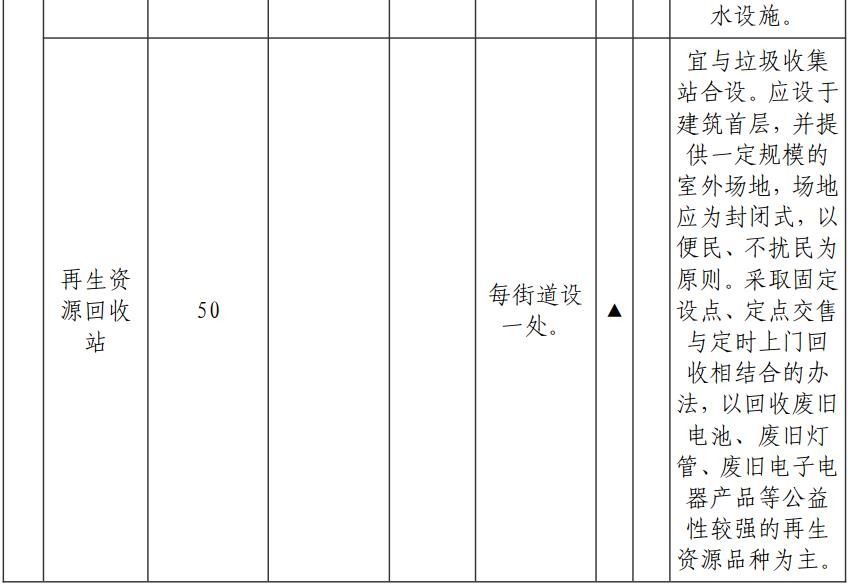 水设施。
再生资
源回收
站
50
每街道设
一处。
▲
宜与垃圾收集
站合设。应设于
建筑首层，并提
供一定规模的
室外场地，场地
应为封闭式，以
便民、不扰民为
原则。采取固定
设点、定点交售
与定时上门回
收相结合的办
法，以回收废旧
电池、废旧灯
管、废旧电子电
器产品等公益
性较强的再生
资源品种为主。